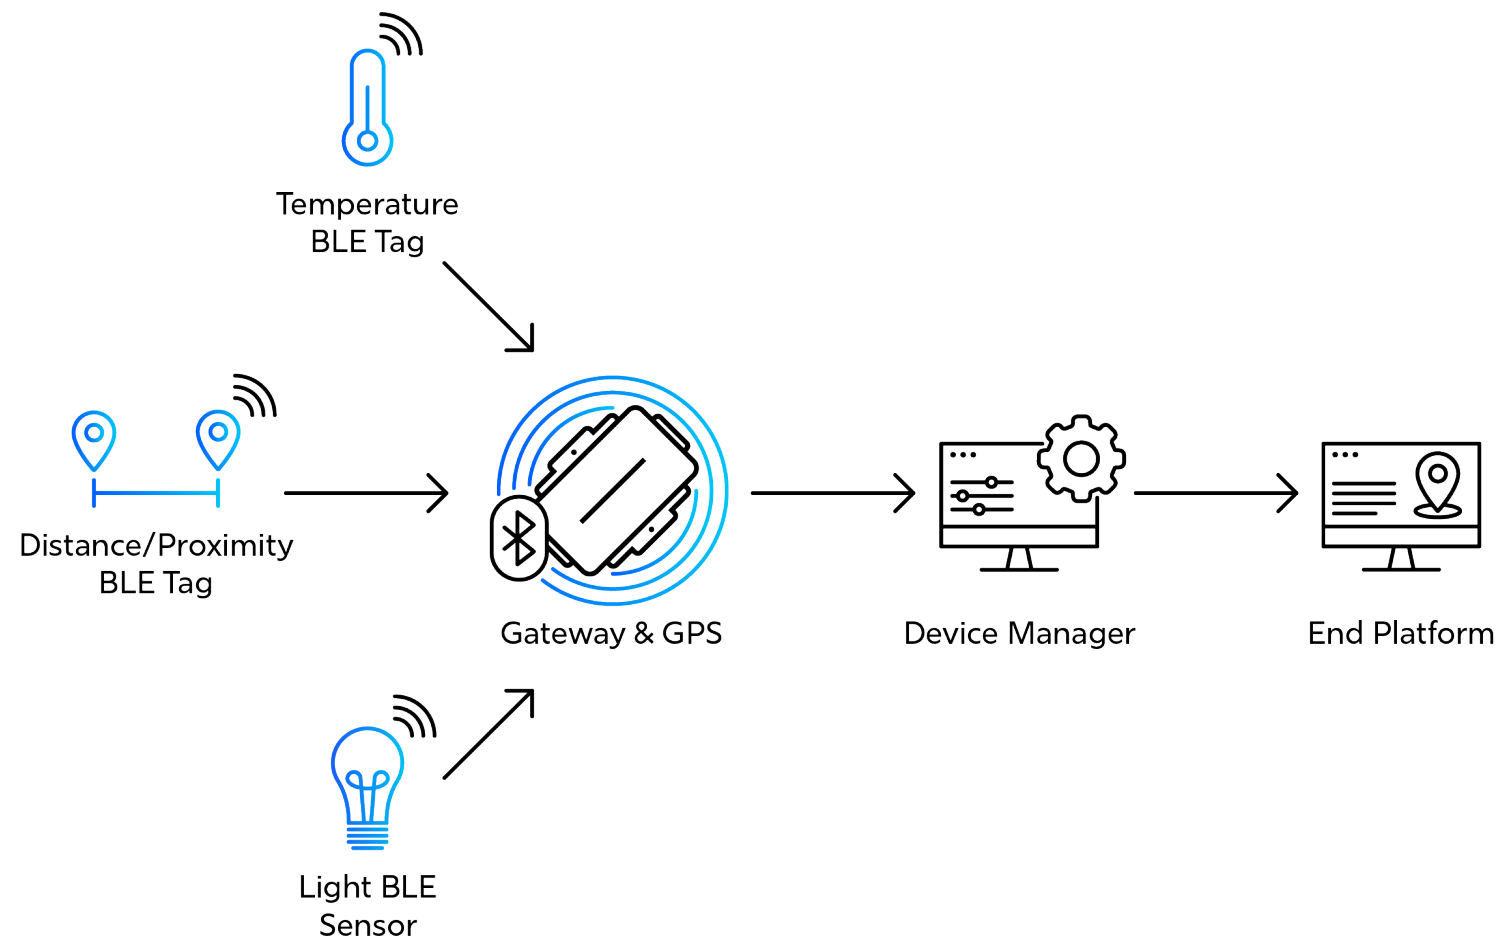 Temperature
BLE Tag
Distance/Proximity
BLE Tag
Gateway & GPS
Device Manager
End Platform
Light BLE
Sensor